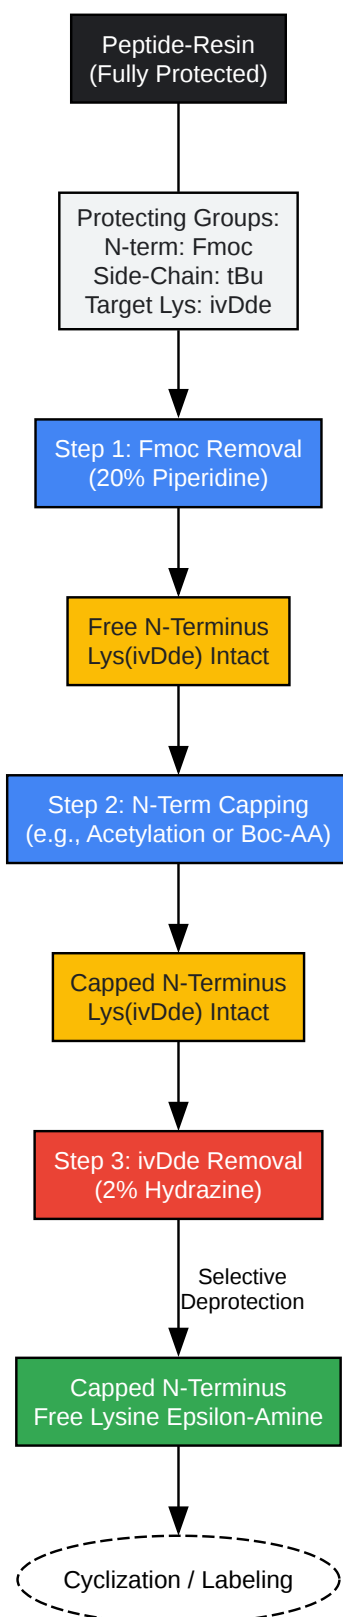 Peptide-Resin
(Fully Protected)
Protecting Groups:
N-term: Fmoc
Side-Chain: tBu
Target Lys: ivDde
Step 1: Fmoc Removal
(20% Piperidine)
Free N-Terminus
Lys(ivDde) Intact
Step 2: N-Term Capping
(e.g., Acetylation or Boc-AA)
Capped N-Terminus
Lys(ivDde) Intact
Step 3: ivDde Removal
(2% Hydrazine)
Selective
Deprotection
Capped N-Terminus
Free Lysine Epsilon-Amine
Cyclization / Labeling